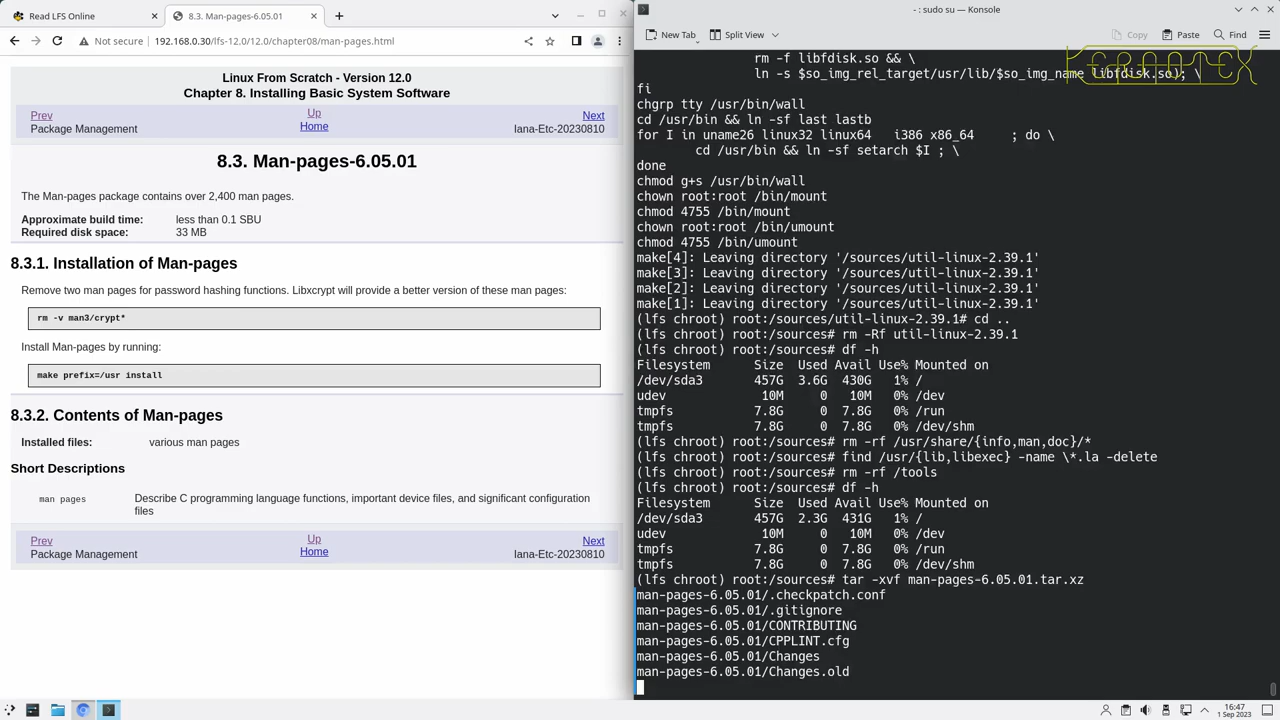 Read LFS Online
8.3. Man-pages-6.05.01
Not secure
192.168.0.30/lfs-12.0/12.0/chapter08/man-pages.html
Linux From Scratch - Version 12.0
Chapter 8. Installing Basic System Software
Prev
Up
Next
Package Management
Home
Iana-Etc-20230810
8.3. Man-pages-6.05.01
The Man-pages package contains over 2,400 man pages.
Approximate build time: less than 0.1 SBU
Required disk space: 33 MB
8.3.1. Installation of Man-pages
Remove two man pages for password hashing functions. Libxcrypt will provide a better version of these man pages:
rm -v man3/crypt*
Install Man-pages by running:
make prefix=/usr install
8.3.2. Contents of Man-pages
Installed files: various man pages
Short Descriptions
man pages Describe C programming language functions, important device files, and significant configuration
files
Prev
Up
Next
Package Management
Home
Iana-Etc-20230810
- : sudo su — Konsole
New Tab
Split View
Copy
Paste
Find
KERNOTEX
rm -f libfdisk.so && \
ln -s $so_img_rel_target/usr/lib/$so_img_name libfdisk.so); \
fi
chgrp tty /usr/bin/wall
cd /usr/bin && ln -sf last lastb
for I in uname26 linux32 linux64   i386 x86_64     ; do \
cd /usr/bin && ln -sf setarch $I ; \
done
chmod g+s /usr/bin/wall
chown root:root /bin/mount
chmod 4755 /bin/mount
chown root:root /bin/umount
chmod 4755 /bin/umount
make[4]: Leaving directory '/sources/util-linux-2.39.1'
make[3]: Leaving directory '/sources/util-linux-2.39.1'
make[2]: Leaving directory '/sources/util-linux-2.39.1'
make[1]: Leaving directory '/sources/util-linux-2.39.1'
(lfs chroot) root:/sources/util-linux-2.39.1# cd ..
(lfs chroot) root:/sources# rm -Rf util-linux-2.39.1
(lfs chroot) root:/sources# df -h
Filesystem      Size  Used Avail Use% Mounted on
/dev/sda3       457G  3.6G  430G   1% /
udev             10M     0   10M   0% /dev
tmpfs           7.8G     0  7.8G   0% /run
tmpfs           7.8G     0  7.8G   0% /dev/shm
(lfs chroot) root:/sources# rm -rf /usr/share/{info,man,doc}/*
(lfs chroot) root:/sources# find /usr/{lib,libexec} -name \*.la -delete
(lfs chroot) root:/sources# rm -rf /tools
(lfs chroot) root:/sources# df -h
Filesystem      Size  Used Avail Use% Mounted on
/dev/sda3       457G  2.3G  431G   1% /
udev             10M     0   10M   0% /dev
tmpfs           7.8G     0  7.8G   0% /run
tmpfs           7.8G     0  7.8G   0% /dev/shm
(lfs chroot) root:/sources# tar -xvf man-pages-6.05.01.tar.xz
man-pages-6.05.01/.checkpatch.conf
man-pages-6.05.01/.gitignore
man-pages-6.05.01/CONTRIBUTING
man-pages-6.05.01/CPPLINT.cfg
man-pages-6.05.01/Changes
man-pages-6.05.01/Changes.old
16:47
1 Sep 2023